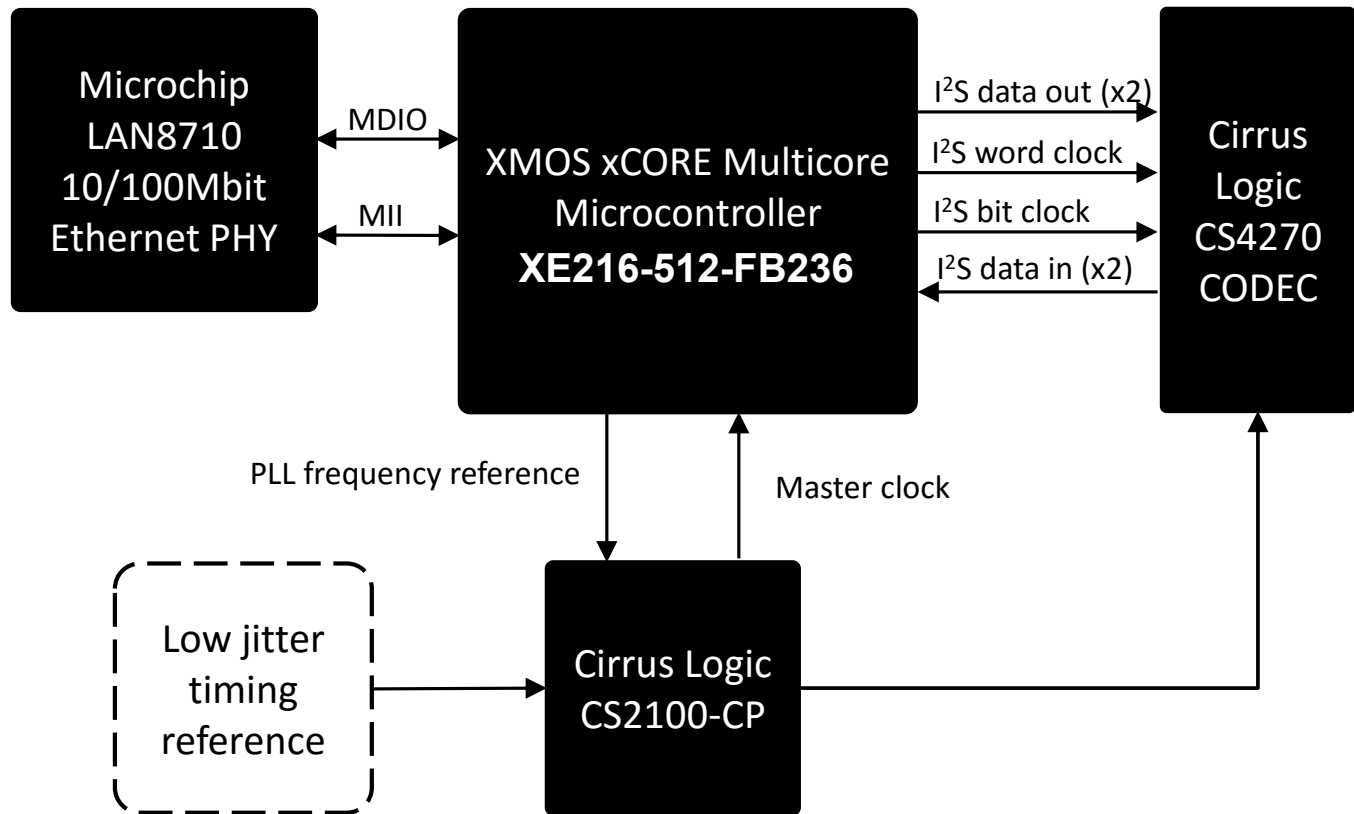 Microchip
LAN8710
10/100Mbit
Ethernet PHY
MDIO
MII
XMOS xCORE Multicore
Microcontroller
XE216-512-FB236
I²S data out (x2)
I²S word clock
I²S bit clock
I²S data in (x2)
Cirrus
Logic
CS4270
CODEC
PLL frequency reference
Master clock
Low jitter
timing
reference
Cirrus Logic
CS2100-CP